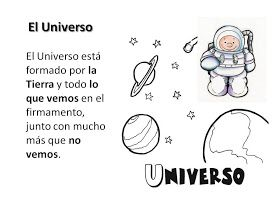 El Universo
El Universo está
formado por la
Tierra y todo lo
que vemos en el
firmamento,
junto con mucho
más que no
vemos.
UNIVERSO